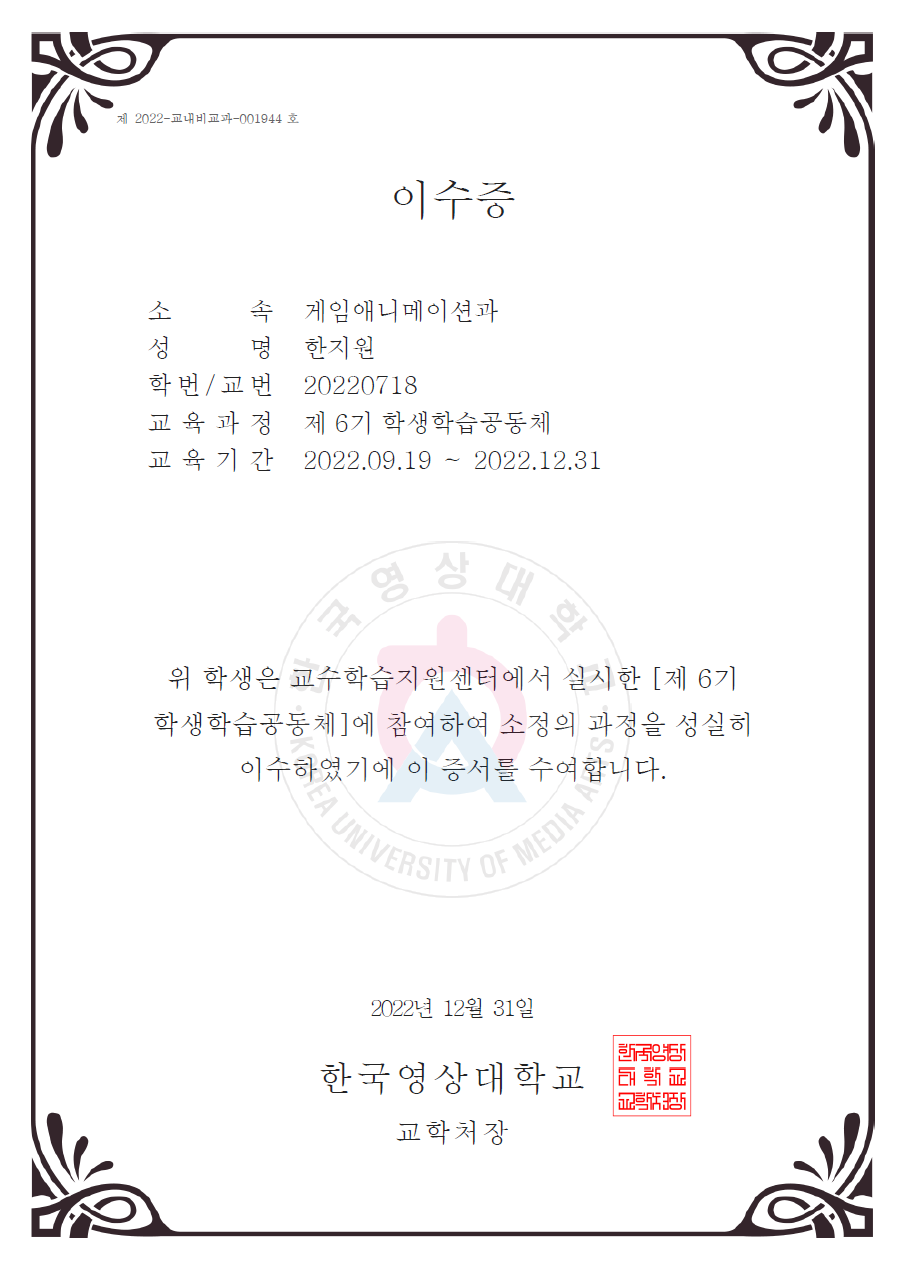 제 2022-교내비교과-001944 호
이수증
소 속 게임애니메이션과
성 명 한지원
학번/교번 20220718
교육과정 제 6기 학생학습공동체
교육기간 2022.09.19 ~ 2022.12.31
한국영상대학교
위 학생은 교수학습지원센터에서 실시한 [제 6기
학생학습공동체]에 참여하여 소정의 과정을 성실히
이수하였기에 이 증서를 수여합니다.
KOREA UNIVERSITY OF MEDIA ARTS
2022년 12월 31일
한국영상대학교
교학처장
한국영상
대학교
교학처장